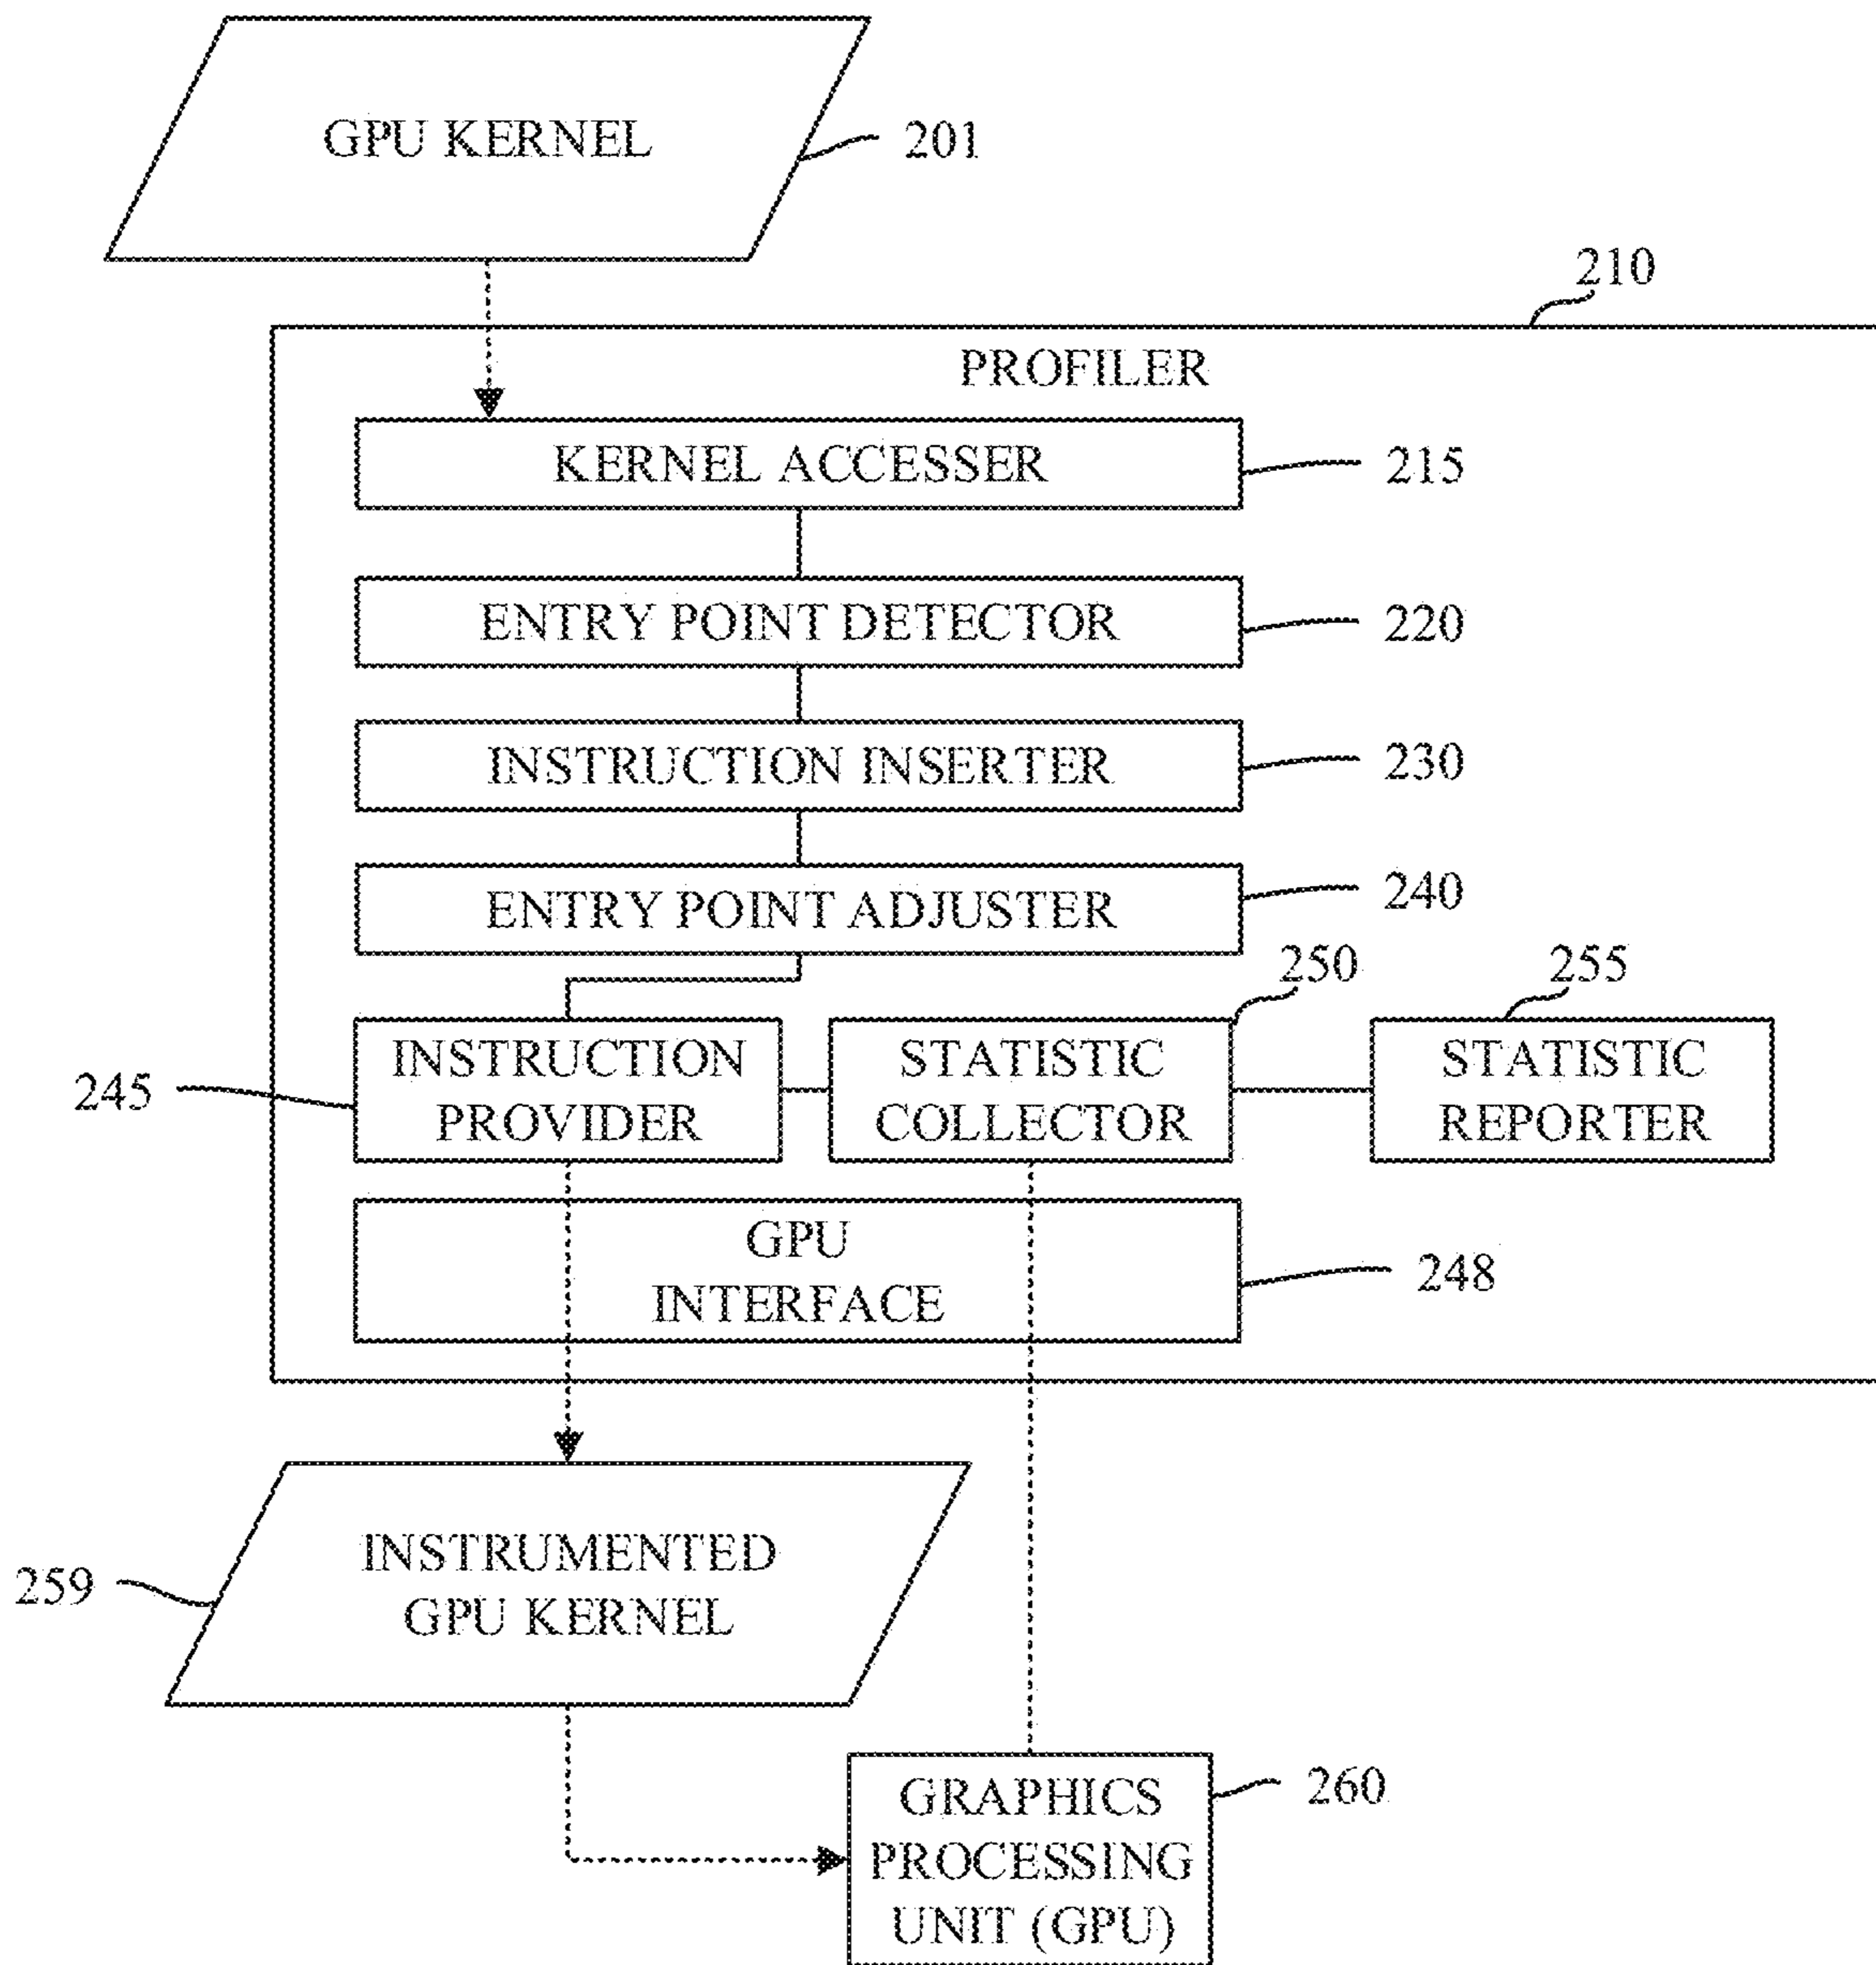 GPU KERNEL
201
210
PROFILER
KERNEL ACCESSER
215
ENTRY POINT DETECTOR
220
INSTRUCTION INSERTER
230
ENTRY POINT ADJUSTER
240
250
255
INSTRUCTION
PROVIDER
245
STATISTIC
COLLECTOR
STATISTIC
REPORTER
GPU
INTERFACE
248
INSTRUMENTED
GPU KERNEL
259
GRAPHICS
PROCESSING
UNIT (GPU)
260